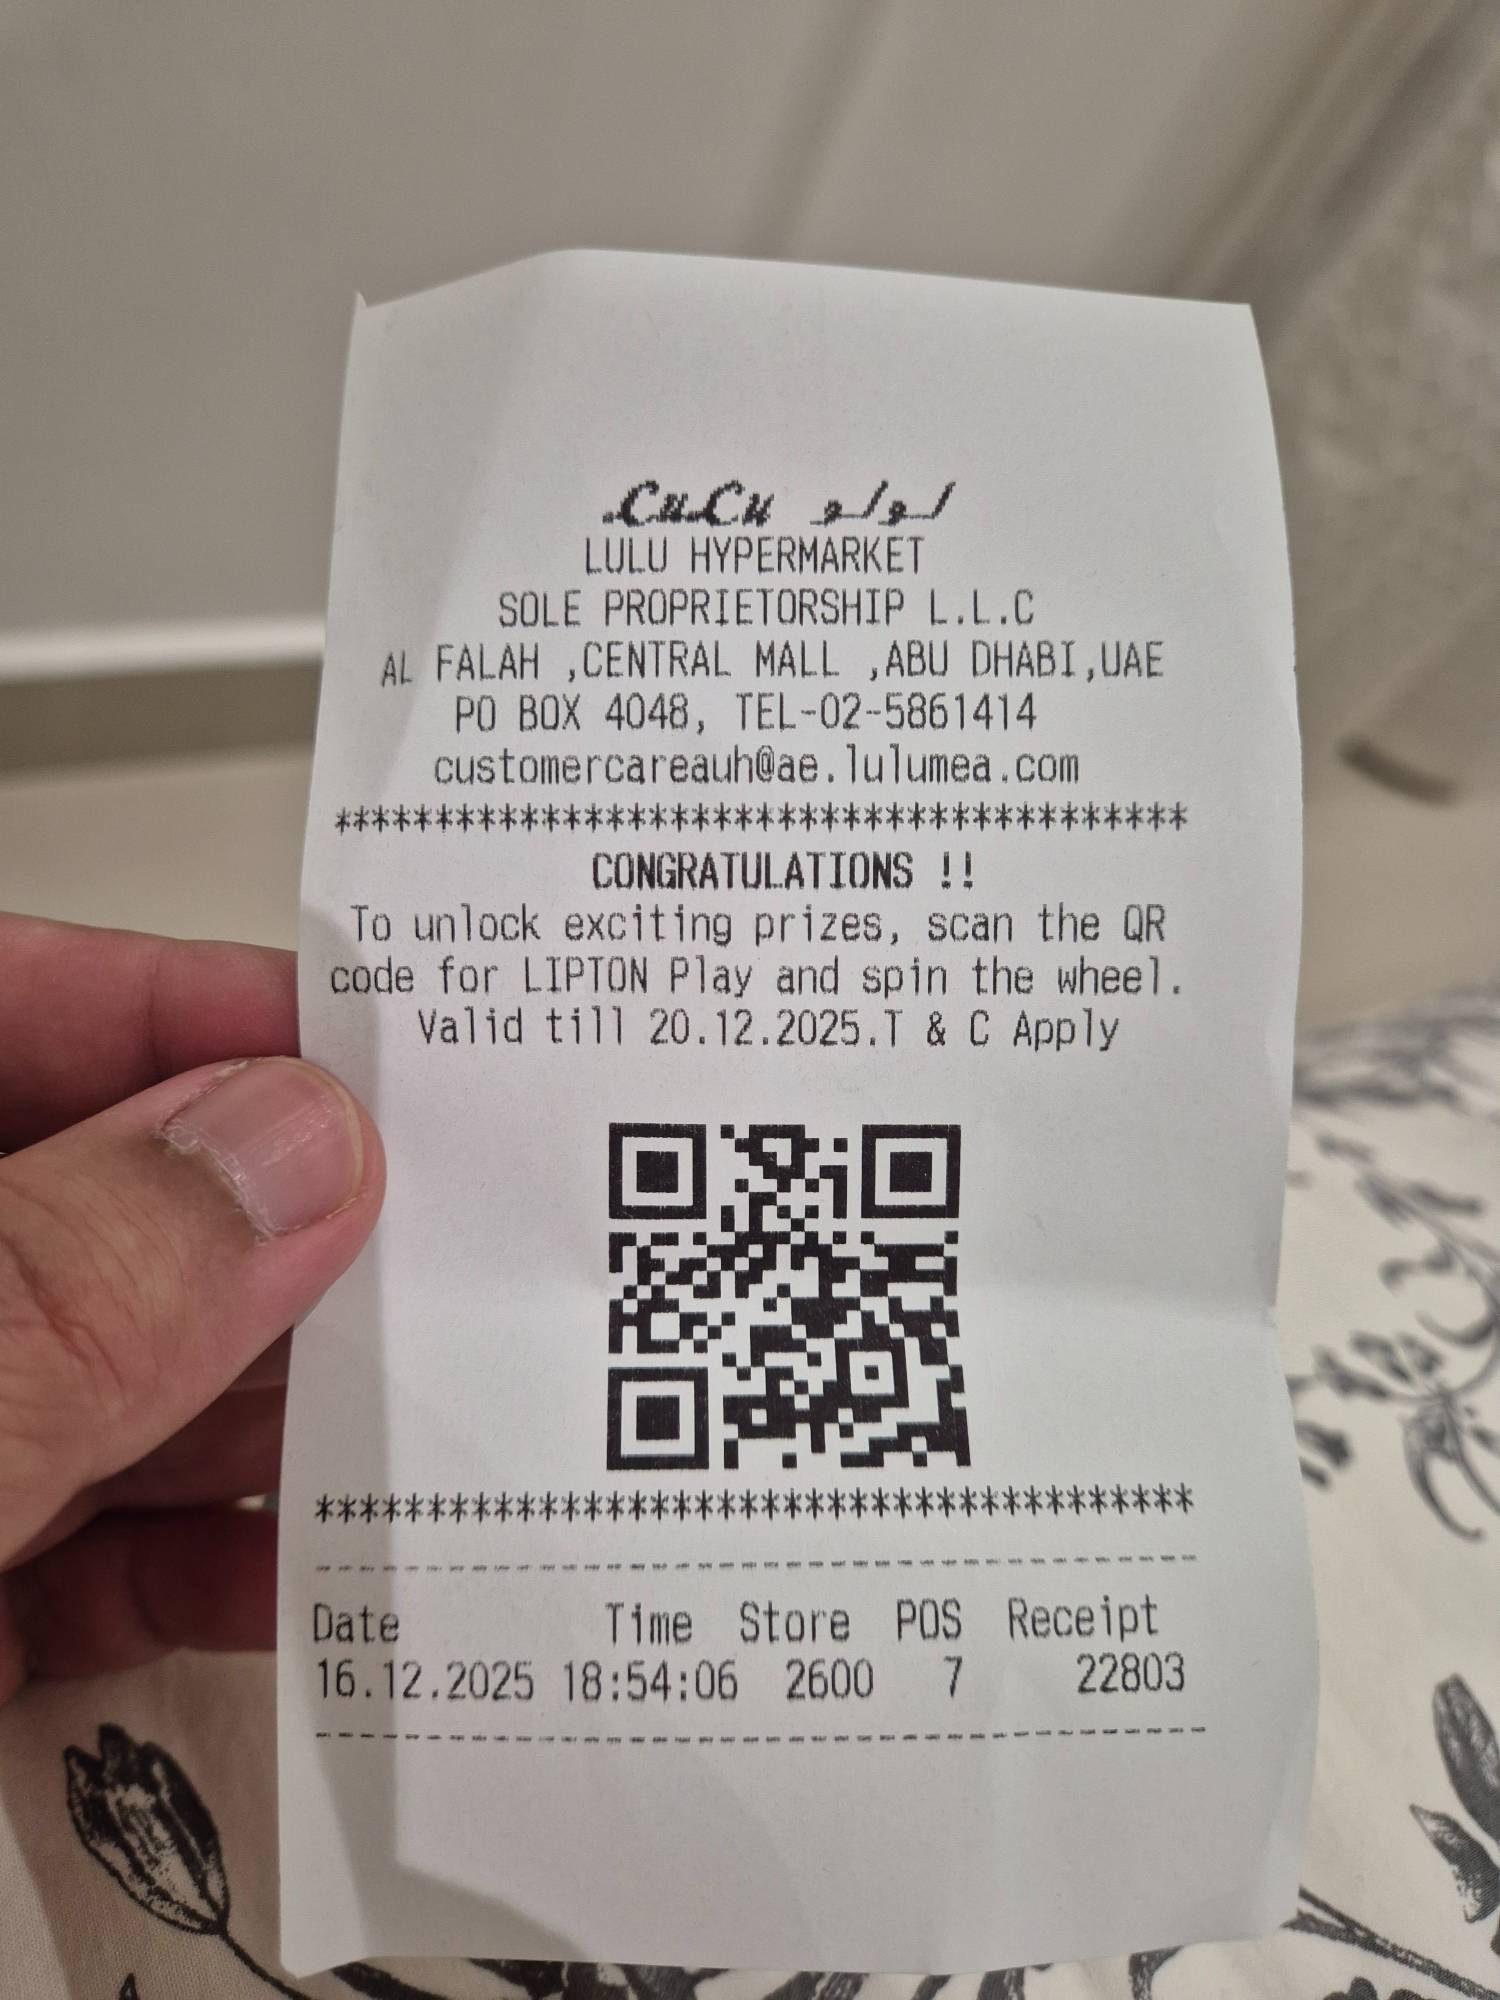 LuLu لولو
LULU HYPERMARKET
SOLE PROPRIETORSHIP L.L.C
AL FALAH ,CENTRAL MALL ,ABU DHABI,UAE
PO BOX 4048, TEL-02-5861414
customercareauh@ae.lulumea.com
****************************************
CONGRATULATIONS !!
To unlock exciting prizes, scan the QR
code for LIPTON Play and spin the wheel.
Valid till 20.12.2025.T & C Apply
****************************************
----------------------------------------
Date Time Store POS Receipt
16.12.2025 18:54:06 2600 7 22803
----------------------------------------